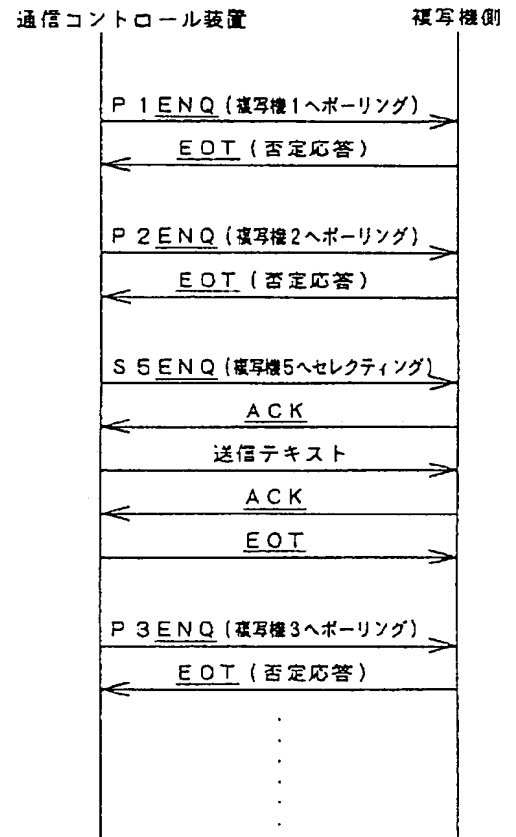 通信コントロール装置 複写機側
P1ENQ(複写機1へポーリング)
EOT(否定応答)
P2ENQ(複写機2へポーリング)
EOT(否定応答)
S5ENQ(複写機5へセレクティング)
ACK
送信テキスト
ACK
EOT
P3ENQ(複写機3へポーリング)
EOT(否定応答)